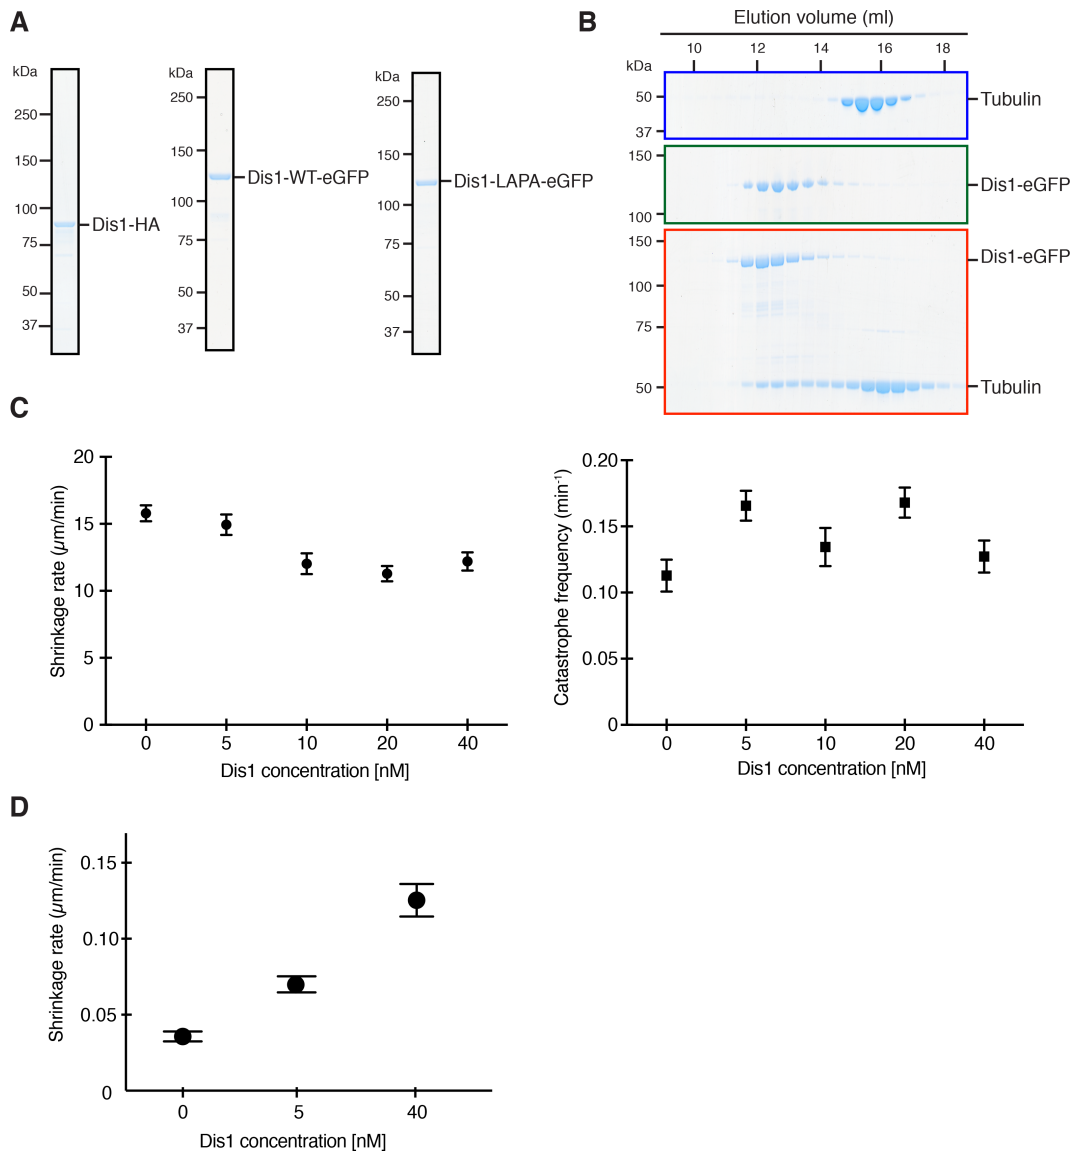 A
kDa
250
150
100
75
50
37
Dis1-HA
kDa
250
150
100
75
50
37
Dis1-WT-eGFP
kDa
250
150
100
75
50
37
Dis1-LAPA-eGFP
B
Elution volume (ml)
10 12 14 16 18
kDa
50
37
Tubulin
150
100
Dis1-eGFP
150
100
75
50
Dis1-eGFP
Tubulin
C
Shrinkage rate (µm/min)
20
15
10
5
0
0 5 10 20 40
Dis1 concentration [nM]
Catastrophe frequency (min⁻¹)
0.20
0.15
0.10
0.05
0
0 5 10 20 40
Dis1 concentration [nM]
D
Shrinkage rate (µm/min)
0.15
0.10
0.05
0
0 5 40
Dis1 concentration [nM]